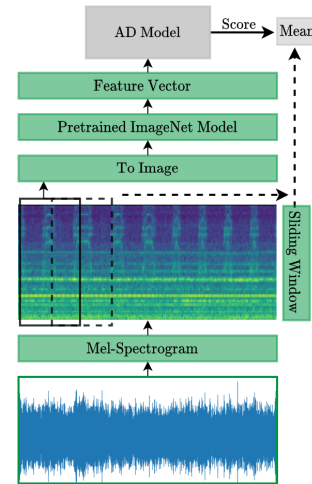 AD Model
Score
Mean
Feature Vector
Pretrained ImageNet Model
To Image
Sliding Window
Mel-Spectrogram